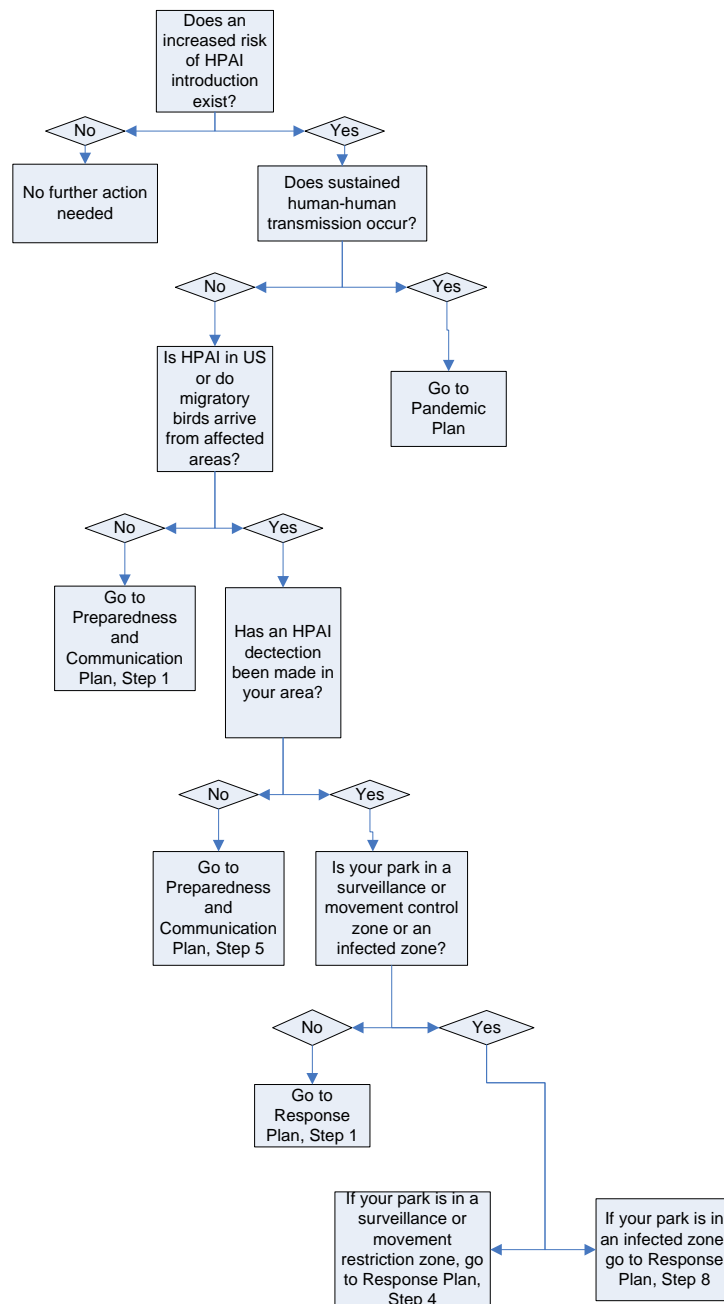 Does an
increased risk
of HPAI
introduction
exist?
No
Yes
No further action
needed
Does sustained
human-human
transmission occur?
No
Yes
Is HPAI in US
or do
migratory
birds arrive
from affected
areas?
Go to
Pandemic
Plan
No
Yes
Go to
Preparedness
and
Communication
Plan, Step 1
Has an HPAI
dectection
been made in
your area?
No
Yes
Go to
Preparedness
and
Communication
Plan, Step 5
Is your park in a
surveillance or
movement control
zone or an
infected zone?
No
Yes
Go to
Response
Plan, Step 1
If your park is in a
surveillance or
movement
restriction zone, go
to Response Plan,
Step 4
If your park is in
an infected zone,
go to Response
Plan, Step 8